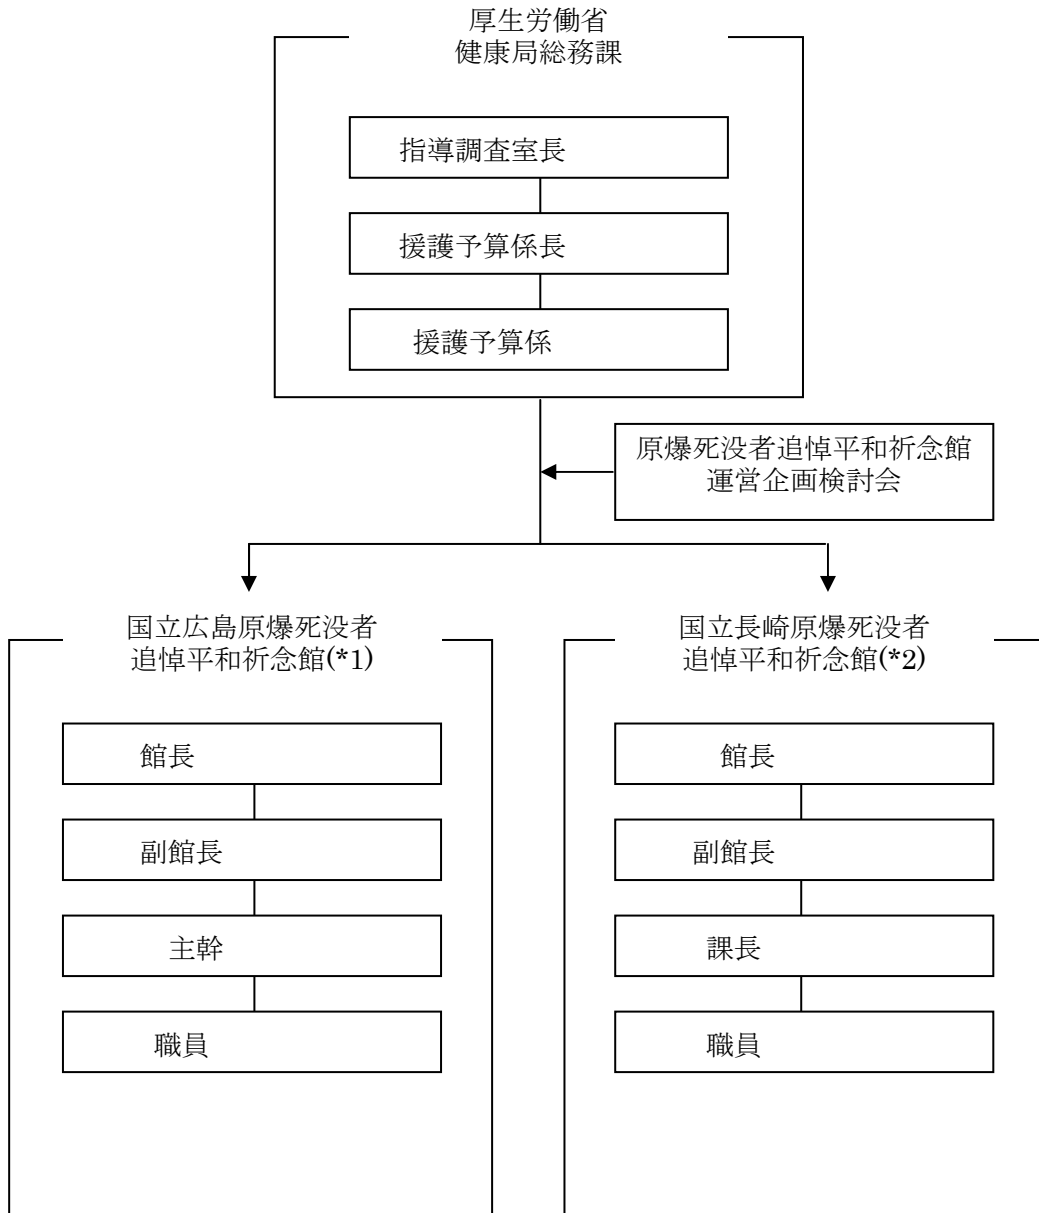 厚生労働省
健康局総務課
指導調査室長
援護予算係長
援護予算係
原爆死没者追悼平和祈念館
運営企画検討会
国立広島原爆死没者
追悼平和祈念館(*1)
館長
副館長
主幹
職員
国立長崎原爆死没者
追悼平和祈念館(*2)
館長
副館長
課長
職員